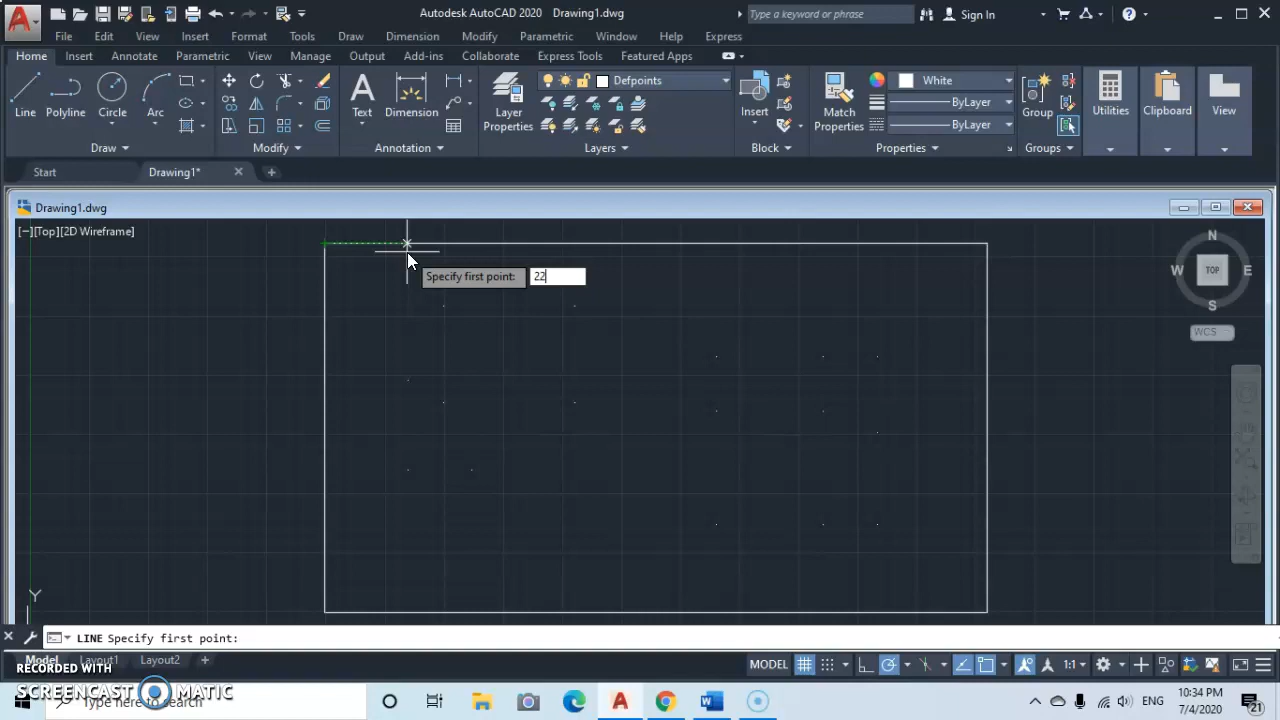 Autodesk AutoCAD 2020 Drawing1.dwg
Type a keyword or phrase
Sign In
File Edit View Insert Format Tools Draw Dimension Modify Parametric Window Help Express
Home Insert Annotate Parametric View Manage Output Add-ins Collaborate Express Tools Featured Apps
Defpoints
White
ByLayer
ByLayer
Line Polyline Circle Arc
Text Dimension
Layer Properties
Insert
Match Properties
Group
Utilities
Clipboard
View
Draw Modify Annotation Layers Block Properties Groups
Start Drawing1*
Drawing1.dwg
[−][Top][2D Wireframe]
N
W TOP E
S
WCS
Specify first point: 22
Y
LINE Specify first point:
Model Layout1 Layout2
MODEL 1:1
RECORDED WITH
SCREENCAST MATIC
Type here to search
ENG
10:34 PM
7/4/2020
21